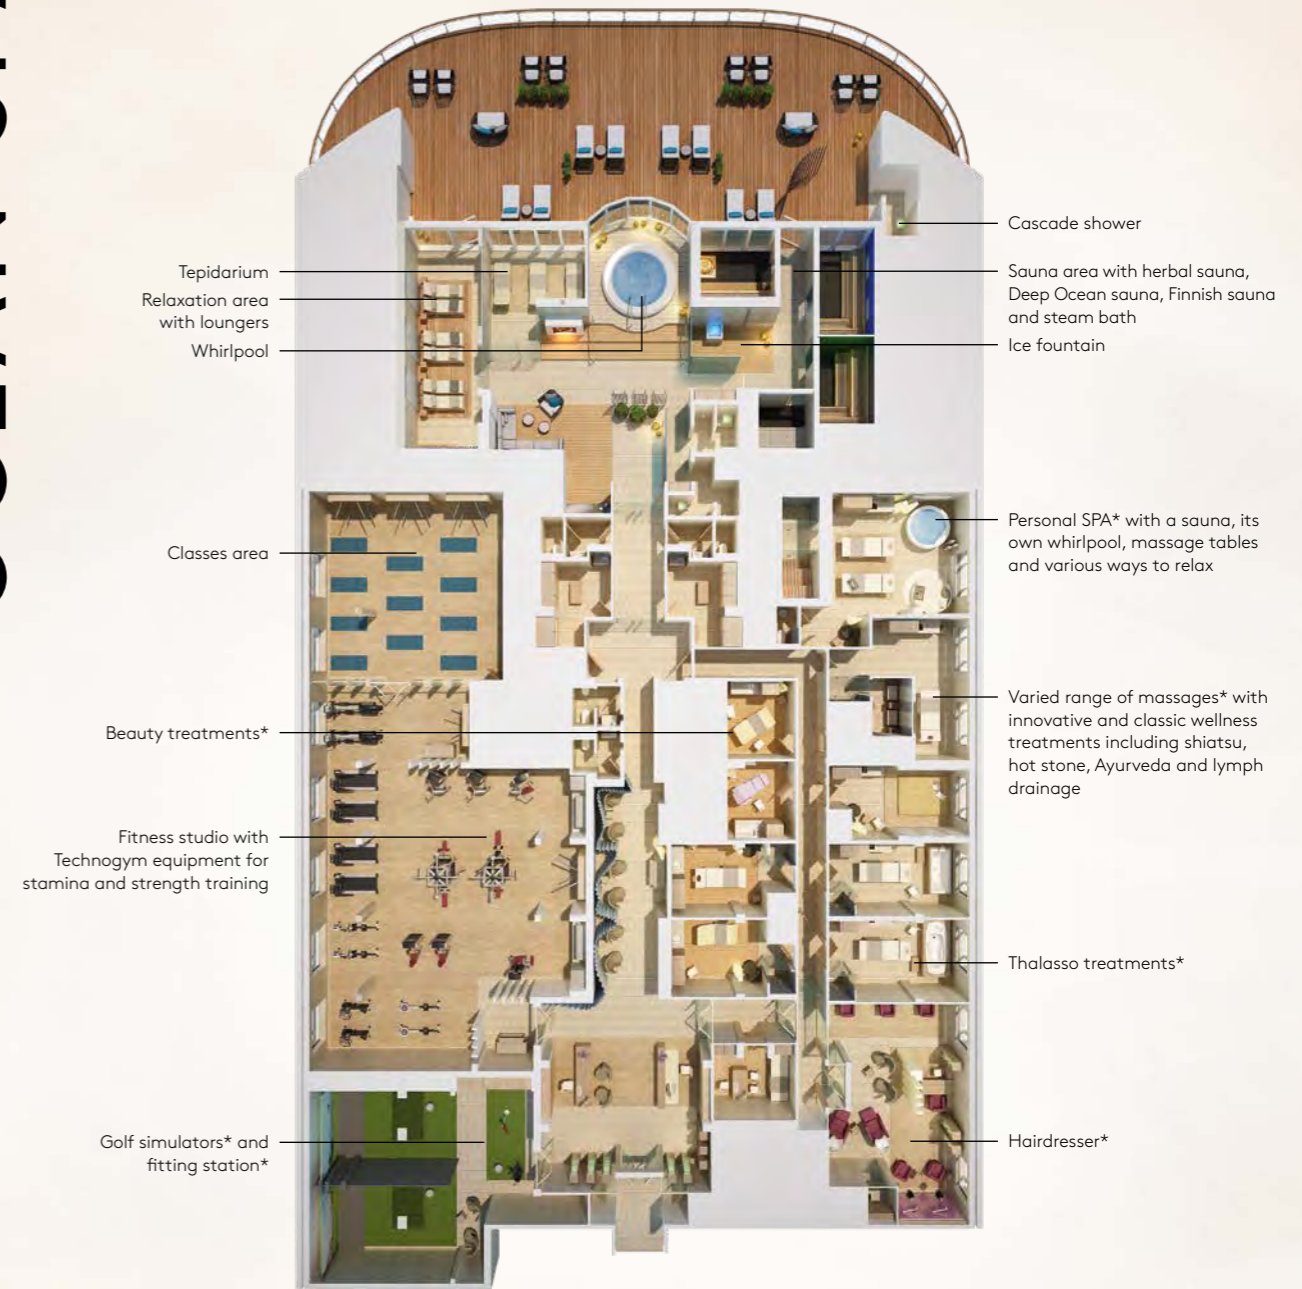 Tepidarium
Relaxation area
with loungers
Whirlpool
Classes area
Beauty treatments*
Fitness studio with
Technogym equipment for
stamina and strength training
Golf simulators* and
fitting station*
Cascade shower
Sauna area with herbal sauna,
Deep Ocean sauna, Finnish sauna
and steam bath
Ice fountain
Personal SPA* with a sauna, its
own whirlpool, massage tables
and various ways to relax
Varied range of massages* with
innovative and classic wellness
treatments including shiatsu,
hot stone, Ayurveda and lymph
drainage
Thalasso treatments*
Hairdresser*